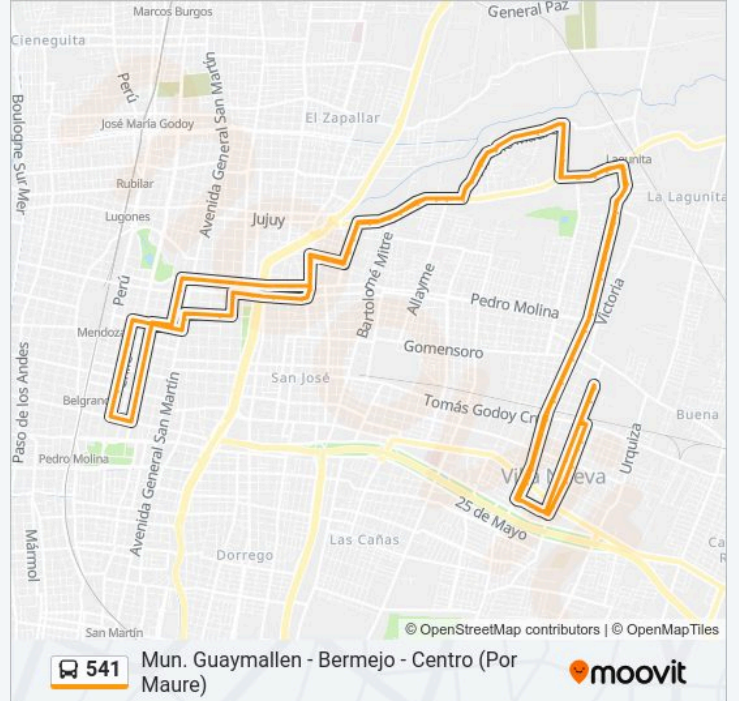 Marcos Burgos
General Paz
Cieneguita
Perú
José María Godoy
Avenida General San Martín
El Zapallar
Boulogne Sur Mer
Lagunita
Rubilar
La Lagunita
Lugones
Jujuy
Perú
Bartolomé Mitre
Allayme
Pedro Molina
Victoria
Mendoza
Gomensoro
Paso de los Andes
San José
Belgrano
Tomás Godoy Cru
Buena
Avenida General San Martín
Urquiza
Pedro Molina
Villa Nueva
25 de Mayo
Mármol
Las Cañas
Dorrego
Ca
San Martín
© OpenStreetMap contributors | © OpenMapTiles
541
Mun. Guaymallen - Bermejo - Centro (Por
Maure)
moovit